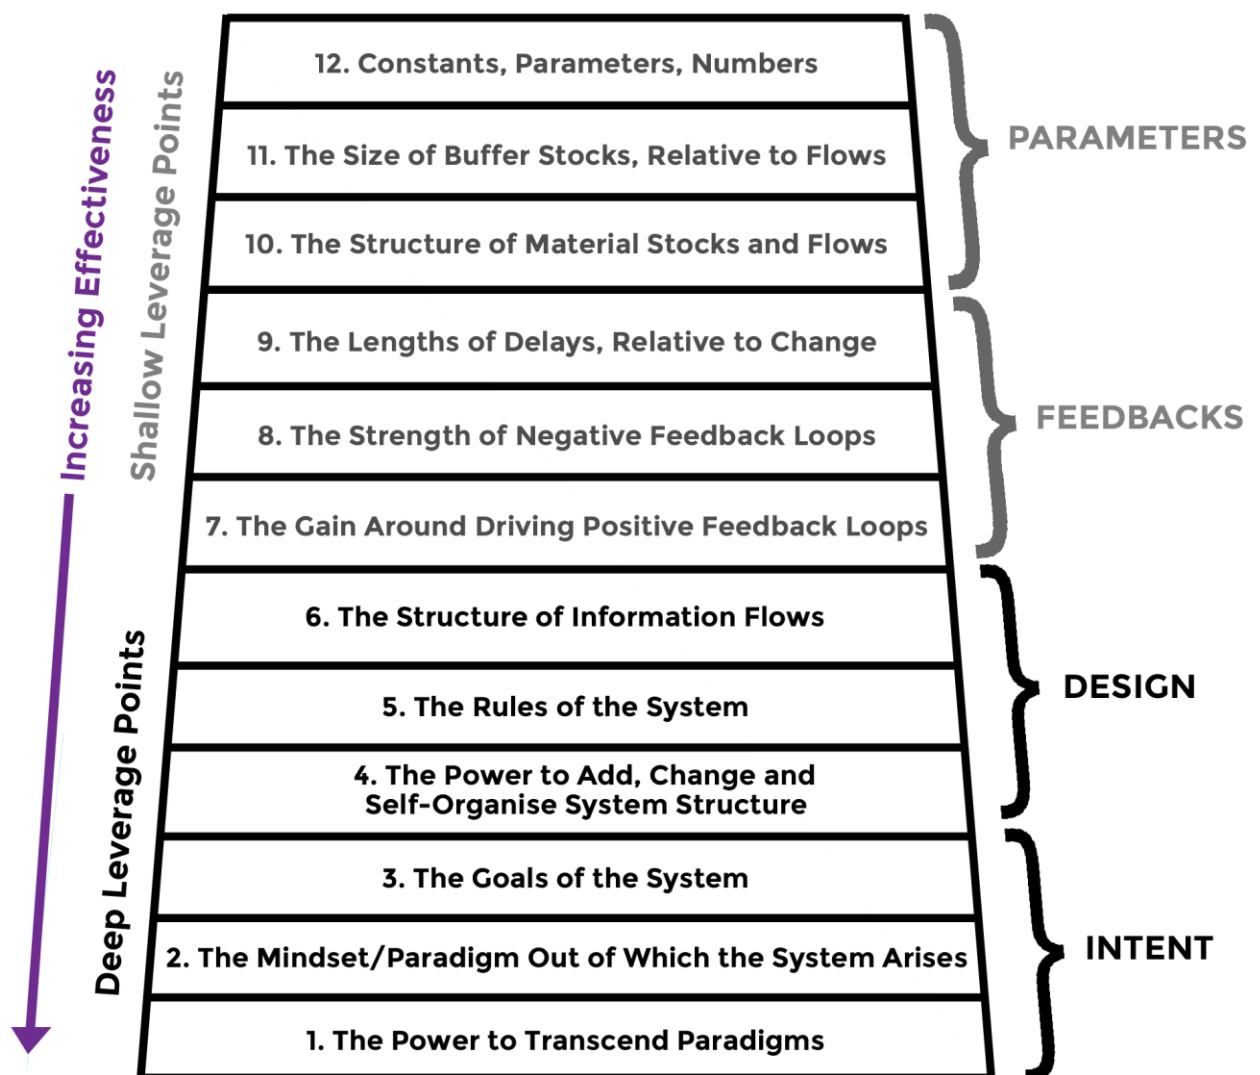 12. Constants, Parameters, Numbers
11. The Size of Buffer Stocks, Relative to Flows
10. The Structure of Material Stocks and Flows
9. The Lengths of Delays, Relative to Change
8. The Strength of Negative Feedback Loops
7. The Gain Around Driving Positive Feedback Loops
6. The Structure of Information Flows
5. The Rules of the System
4. The Power to Add, Change and
Self-Organise System Structure
3. The Goals of the System
2. The Mindset/Paradigm Out of Which the System Arises
1. The Power to Transcend Paradigms
Increasing Effectiveness
Shallow Leverage Points
Deep Leverage Points
PARAMETERS
FEEDBACKS
DESIGN
INTENT